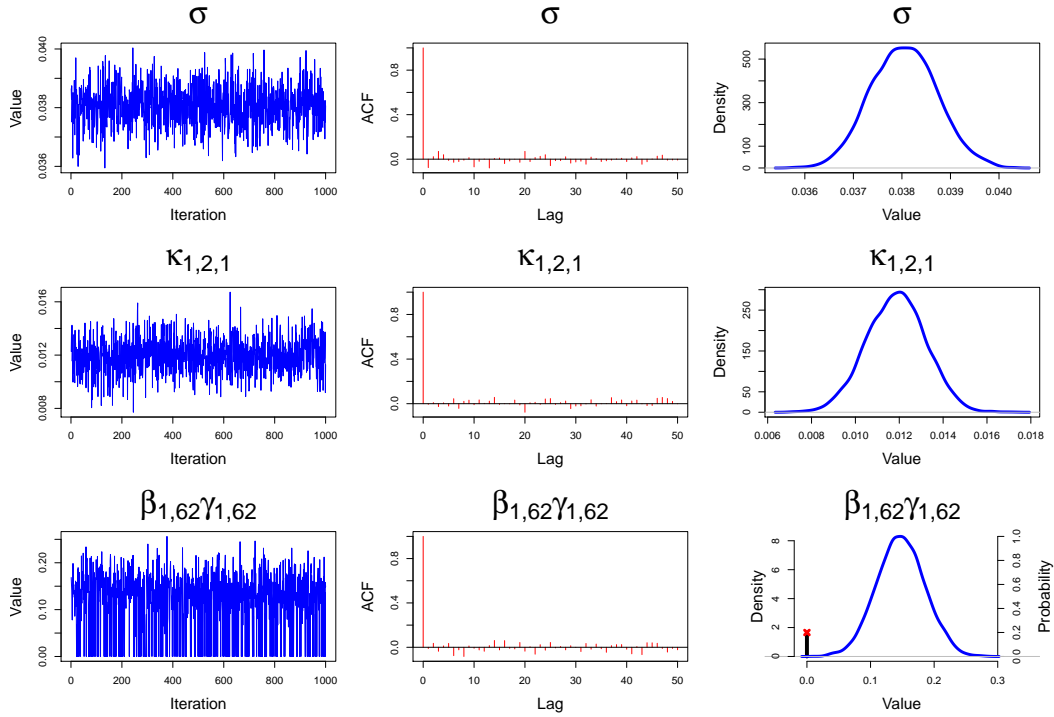 σ σ σ
Value
0.036 0.038 0.040
0 200 400 600 800 1000
Iteration
ACF
0.0 0.4 0.8
0 10 20 30 40 50
Lag
Density
0 100 300 500
0.036 0.037 0.038 0.039 0.040
Value
κ1,2,1 κ1,2,1 κ1,2,1
Value
0.008 0.012 0.016
0 200 400 600 800 1000
Iteration
ACF
0.0 0.4 0.8
0 10 20 30 40 50
Lag
Density
0 50 150 250
0.006 0.008 0.010 0.012 0.014 0.016 0.018
Value
β1,62γ1,62 β1,62γ1,62 β1,62γ1,62
Value
0.00 0.10 0.20
0 200 400 600 800 1000
Iteration
ACF
0.0 0.4 0.8
0 10 20 30 40 50
Lag
Density
0 2 4 6 8
0.0 0.1 0.2 0.3
Value
0.0 0.2 0.4 0.6 0.8 1.0
Probability